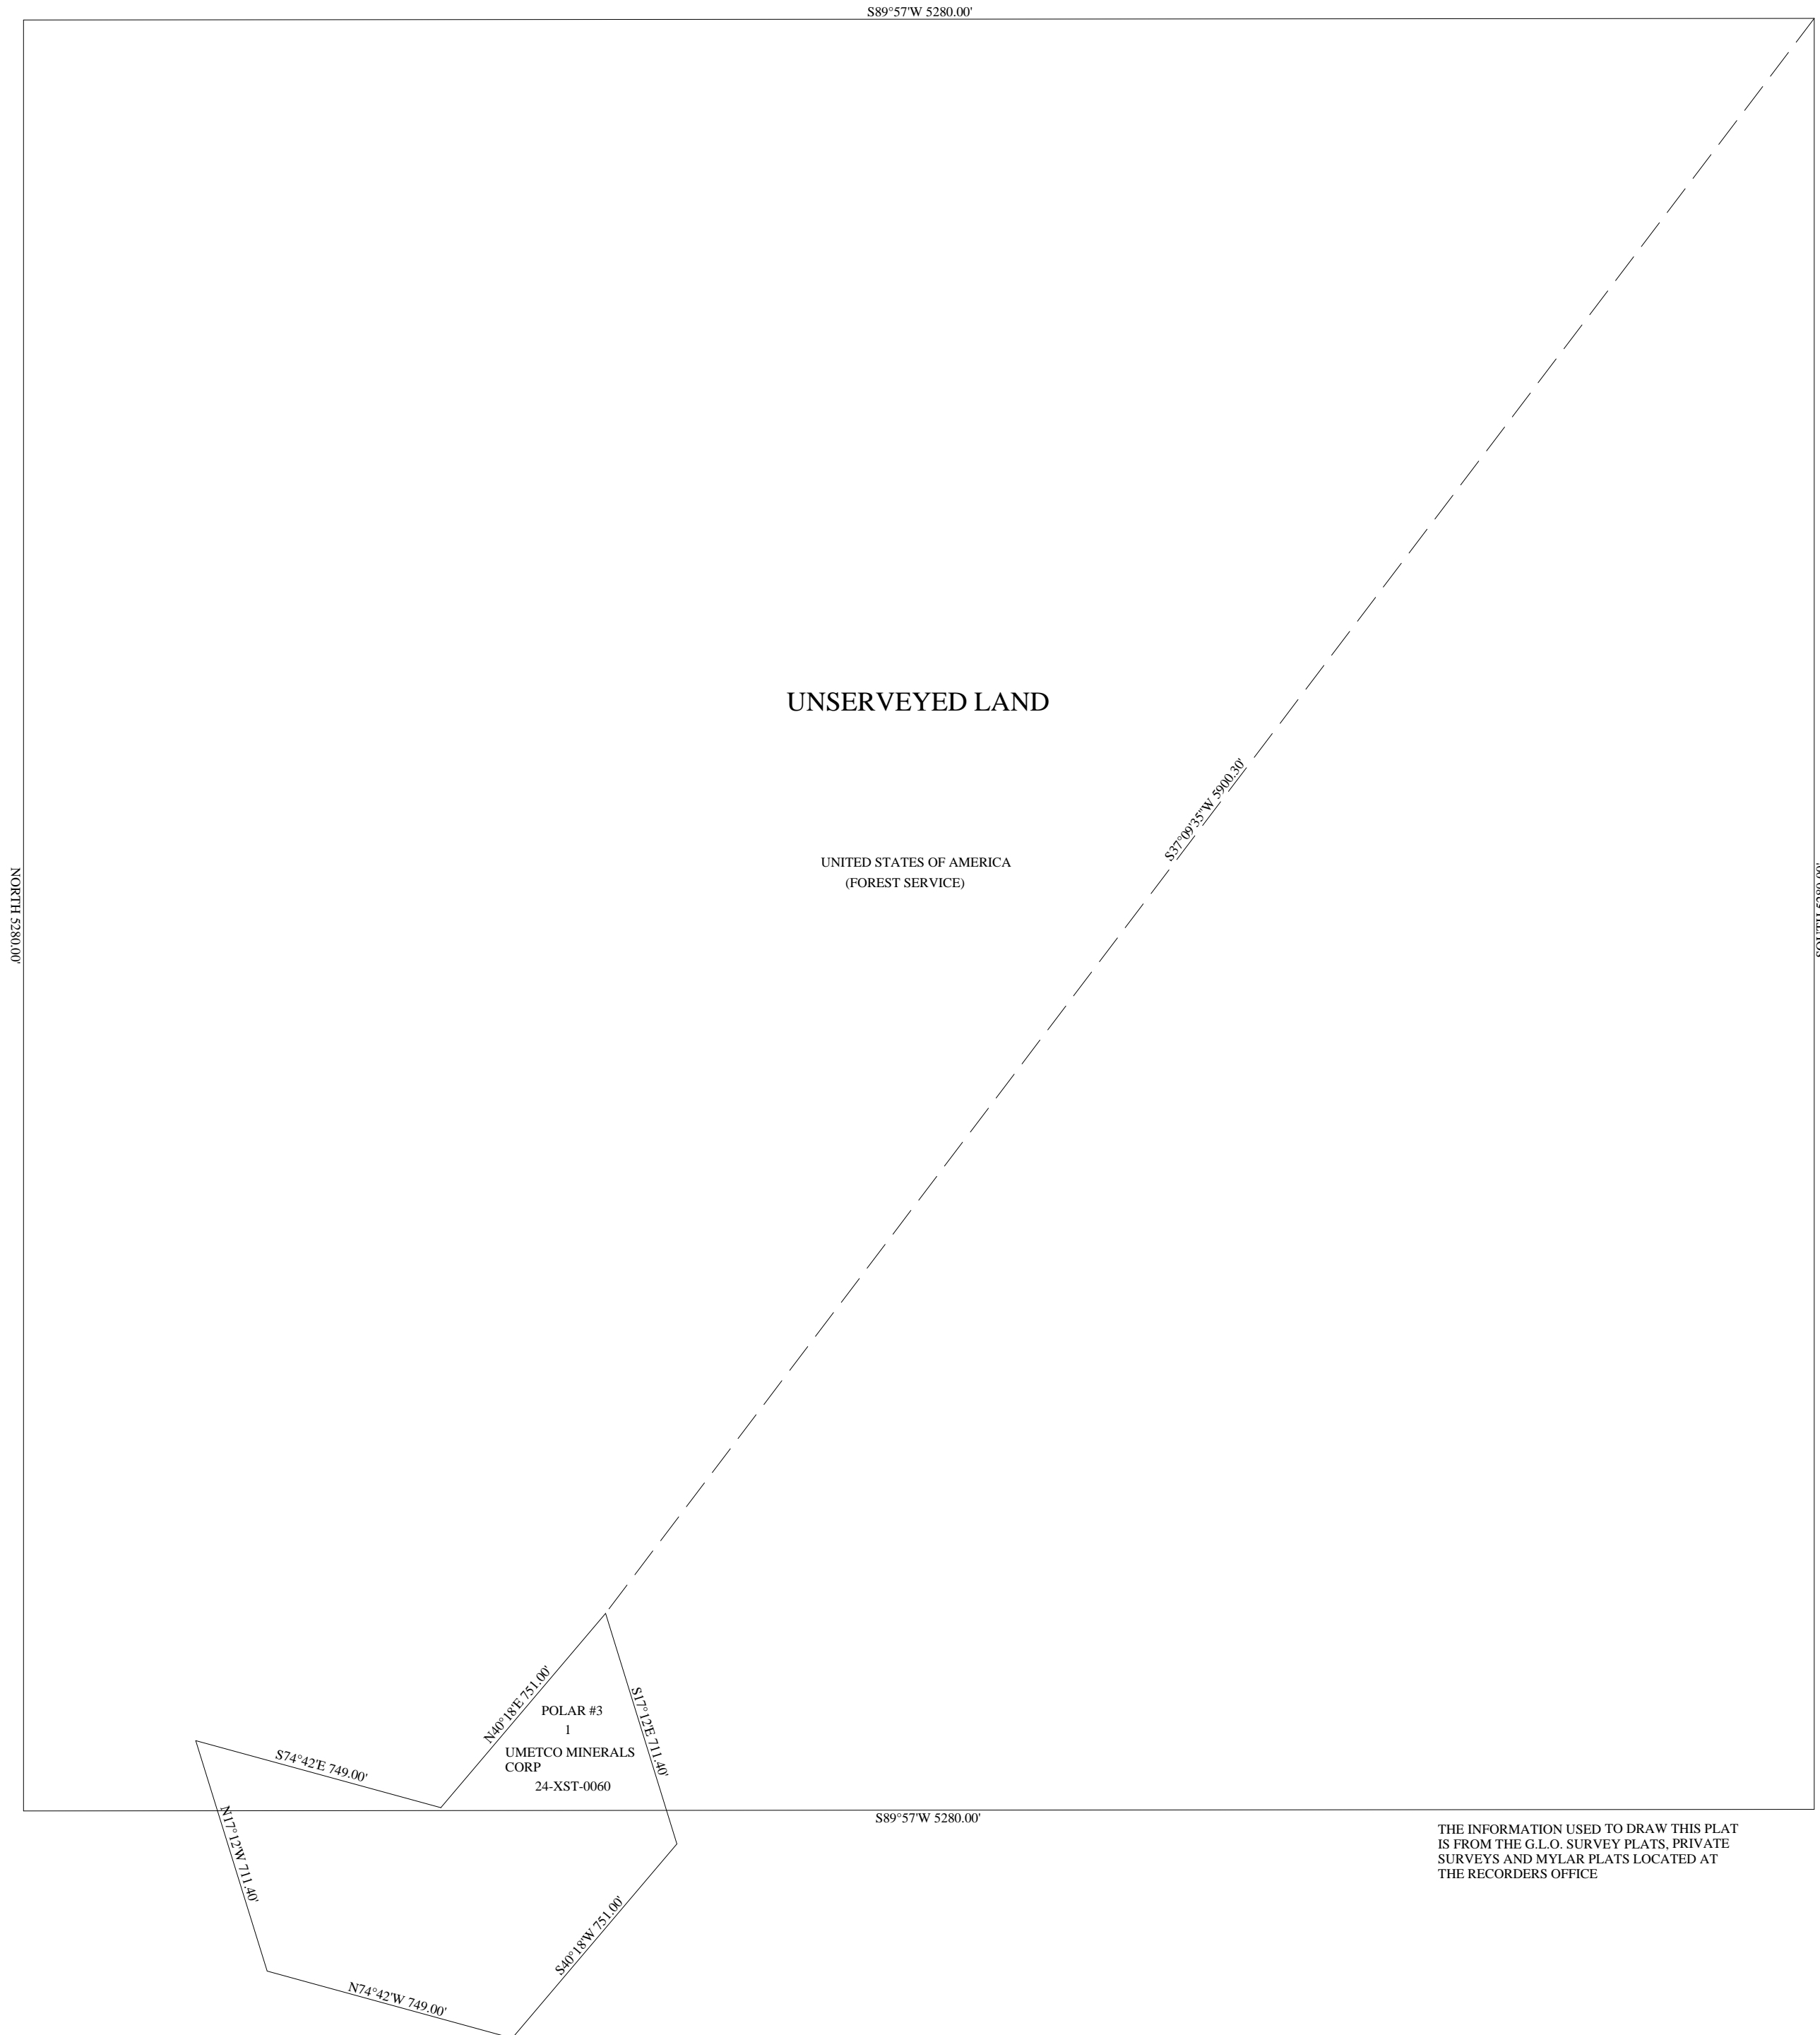 S89°57'W 5280.00'
UNSERVEYED LAND
S37°09'35"W 5900.30'
UNITED STATES OF AMERICA
(FOREST SERVICE)
NORTH 5280.00'
SOUTH 5280.00'
N40°18'E 751.00'
S17°12'E 711.40'
POLAR #3
1
UMETCO MINERALS
CORP
24-XST-0060
S74°42'E 749.00'
N17°12'W 711.40'
S89°57'W 5280.00'
THE INFORMATION USED TO DRAW THIS PLAT
IS FROM THE G.L.O. SURVEY PLATS, PRIVATE
SURVEYS AND MYLAR PLATS LOCATED AT
THE RECORDERS OFFICE
S40°18'W 751.00'
N74°42'W 749.00'